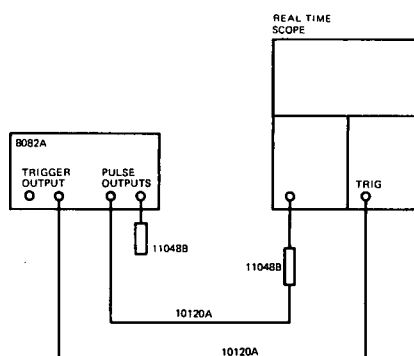 REAL TIME
SCOPE
8082A
TRIGGER
OUTPUT
PULSE
OUTPUTS
TRIG
11048B
11048B
10120A
10120A